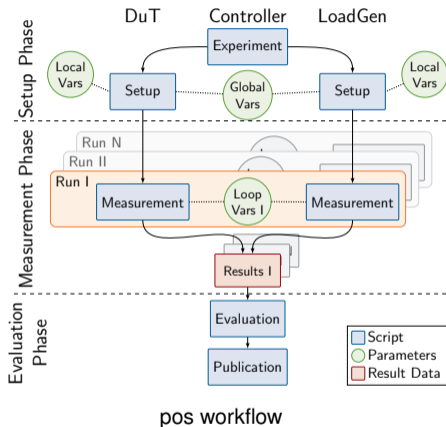 DuT Controller LoadGen
Setup Phase
Experiment
Local
Vars
Setup
Global
Vars
Setup
Local
Vars
Measurement Phase
Run N
Run II
Run I
Measurement
Loop
Vars I
Measurement
Results I
Evaluation
Phase
Evaluation
Publication
Script
Parameters
Result Data
pos workflow